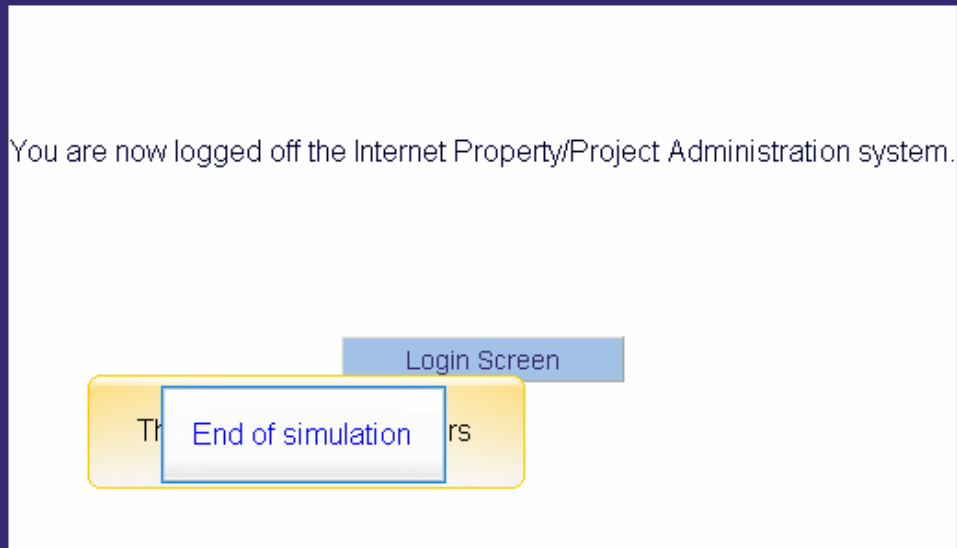 You are now logged off the Internet Property/Project Administration system.
Login Screen
End of simulation